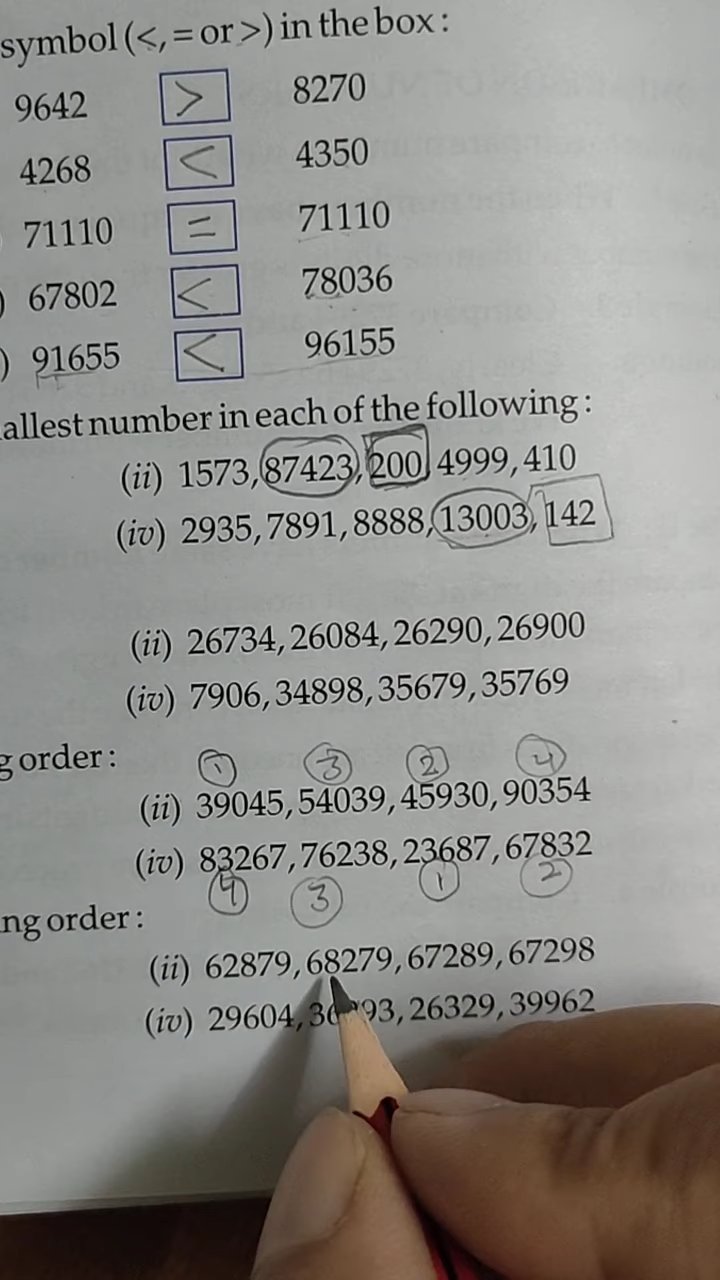 symbol (<, = or >) in the box :
9642 > 8270
4268 < 4350
71110 = 71110
) 67802 < 78036
) 91655 < 96155
allest number in each of the following :
(ii) 1573, 87423, 200, 4999, 410
(iv) 2935, 7891, 8888, 13003, 142
(ii) 26734, 26084, 26290, 26900
(iv) 7906, 34898, 35679, 35769
g order :
1 3 2 4
(ii) 39045, 54039, 45930, 90354
(iv) 83267, 76238, 23687, 67832
4 3 1 2
ng order :
(ii) 62879, 68279, 67289, 67298
(iv) 29604, 26329, 39962